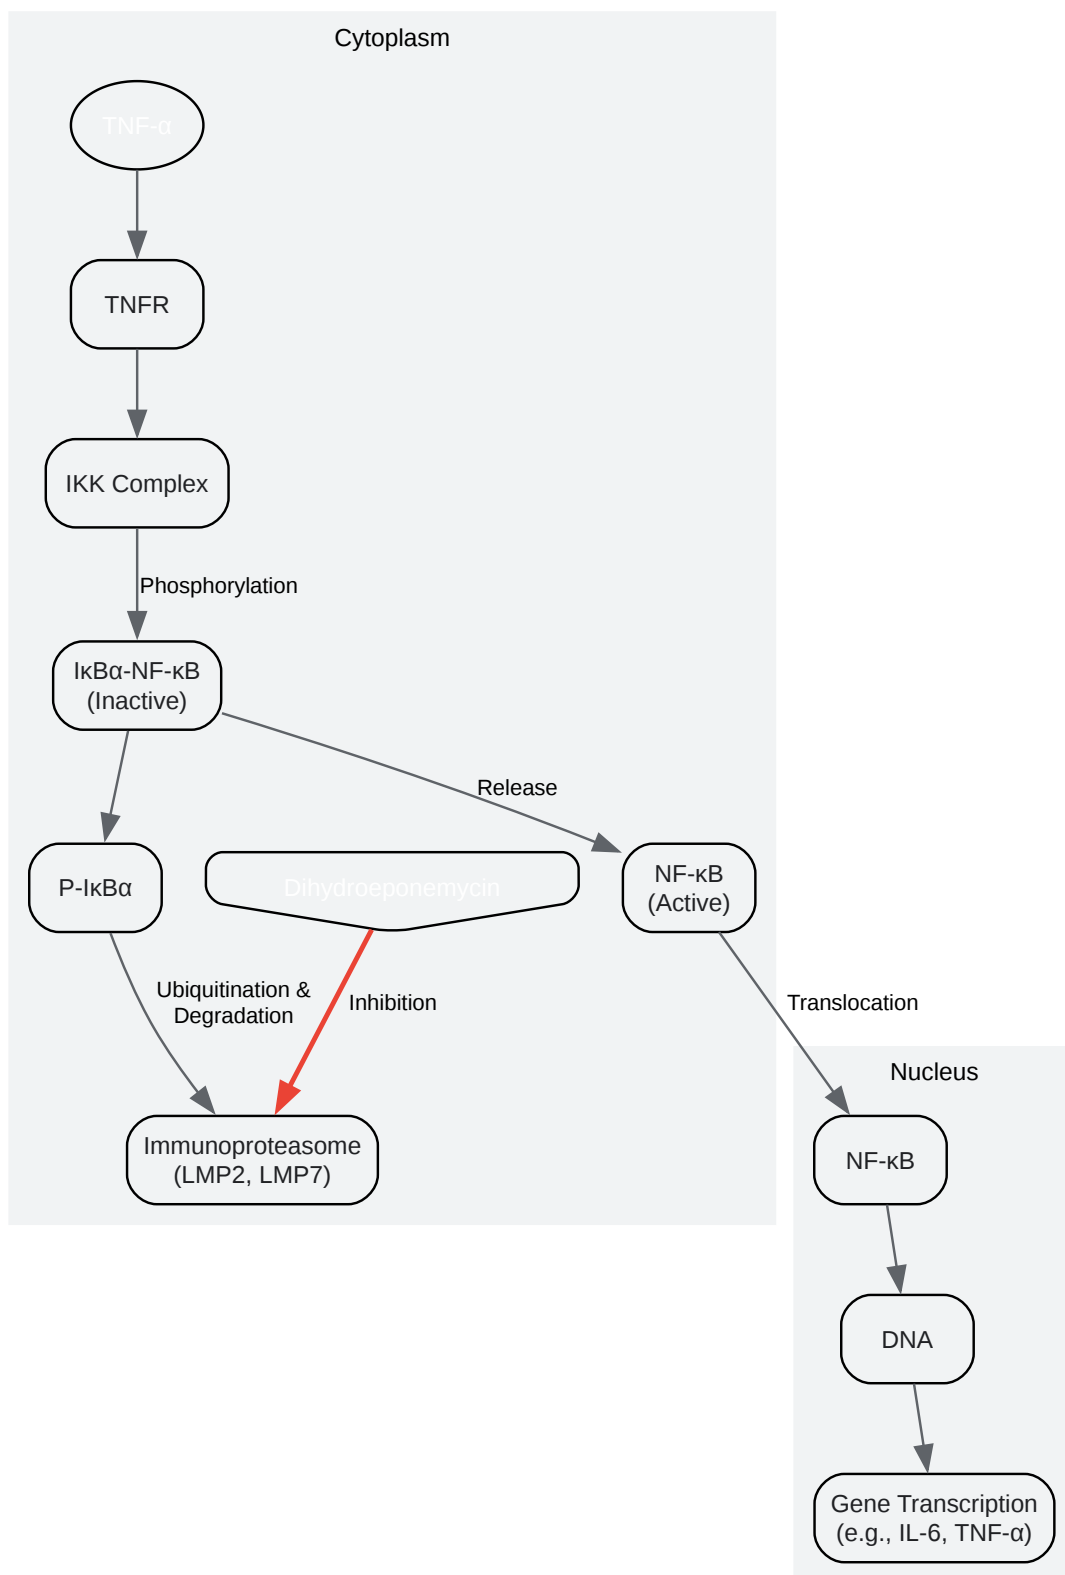 Cytoplasm
TNF-α
TNFR
IKK Complex
Phosphorylation
IκBα-NF-κB
(Inactive)
Release
P-IκBα
Dihydroeponemycin
NF-κB
(Active)
Ubiquitination &
Degradation
Inhibition
Translocation
Immunoproteasome
(LMP2, LMP7)
Nucleus
NF-κB
DNA
Gene Transcription
(e.g., IL-6, TNF-α)